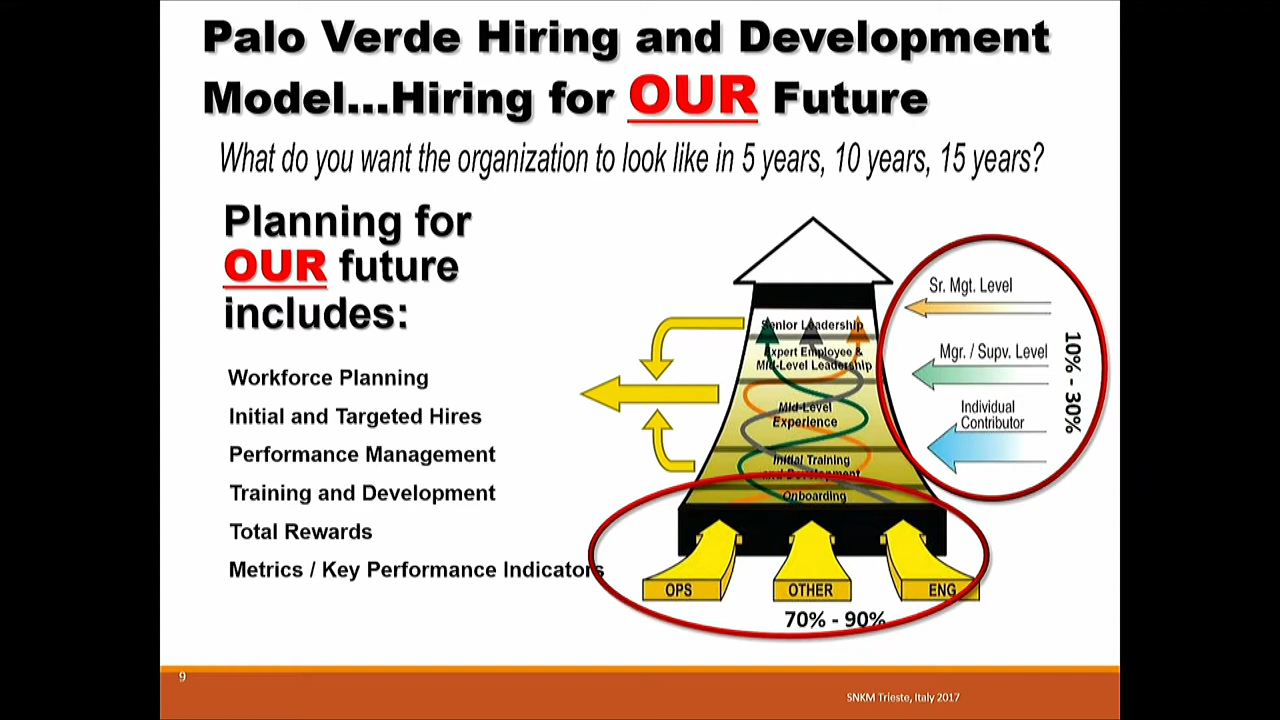 Palo Verde Hiring and Development
Model...Hiring for OUR Future
What do you want the organization to look like in 5 years, 10 years, 15 years?
Planning for
OUR future
includes:
Workforce Planning
Initial and Targeted Hires
Performance Management
Training and Development
Total Rewards
Metrics / Key Performance Indicators
Senior Leadership
Expert Employee &
Mid-Level Leadership
Mid-Level
Experience
Initial Training
and Development
Onboarding
OPS
OTHER
ENG
70% - 90%
Sr. Mgt. Level
Mgr. / Supv. Level
Individual
Contributor
10% - 30%
9
SNKM Trieste, Italy 2017